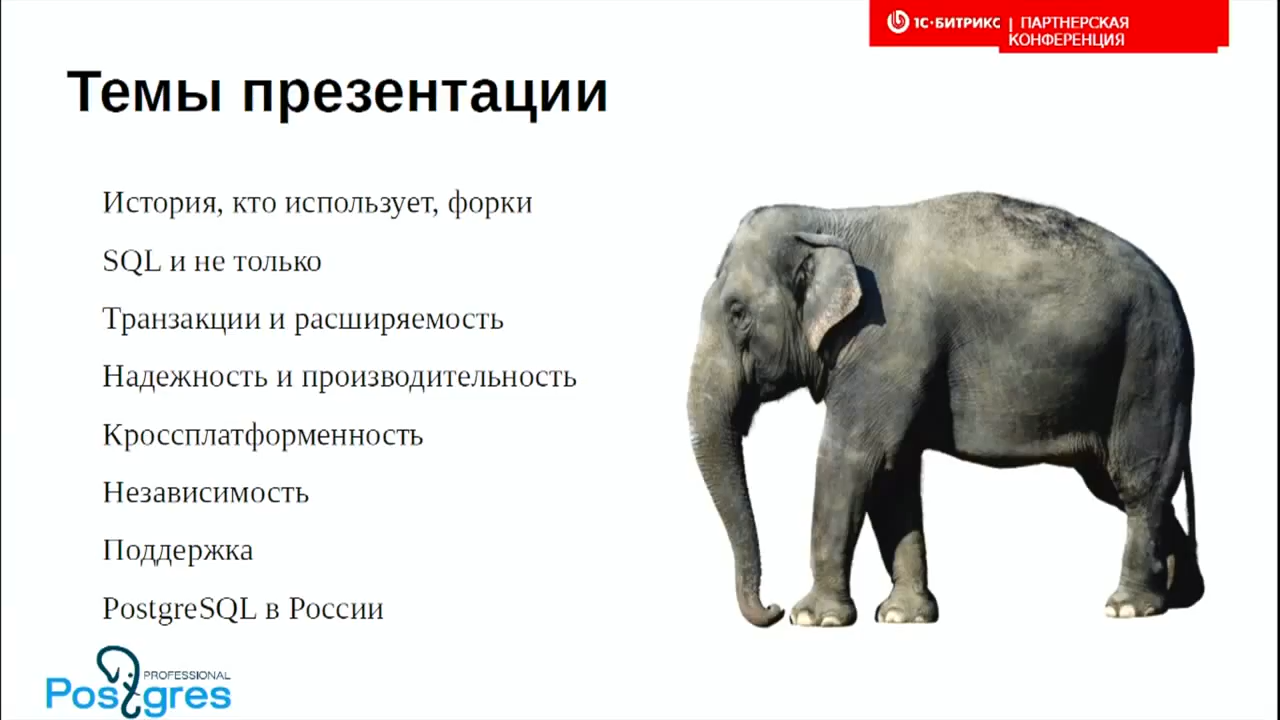 1С·БИТРИКС | ПАРТНЕРСКАЯ
КОНФЕРЕНЦИЯ
Темы презентации
История, кто использует, форки
SQL и не только
Транзакции и расширяемость
Надежность и производительность
Кроссплатформенность
Независимость
Поддержка
PostgreSQL в России
PROFESSIONAL
Postgres